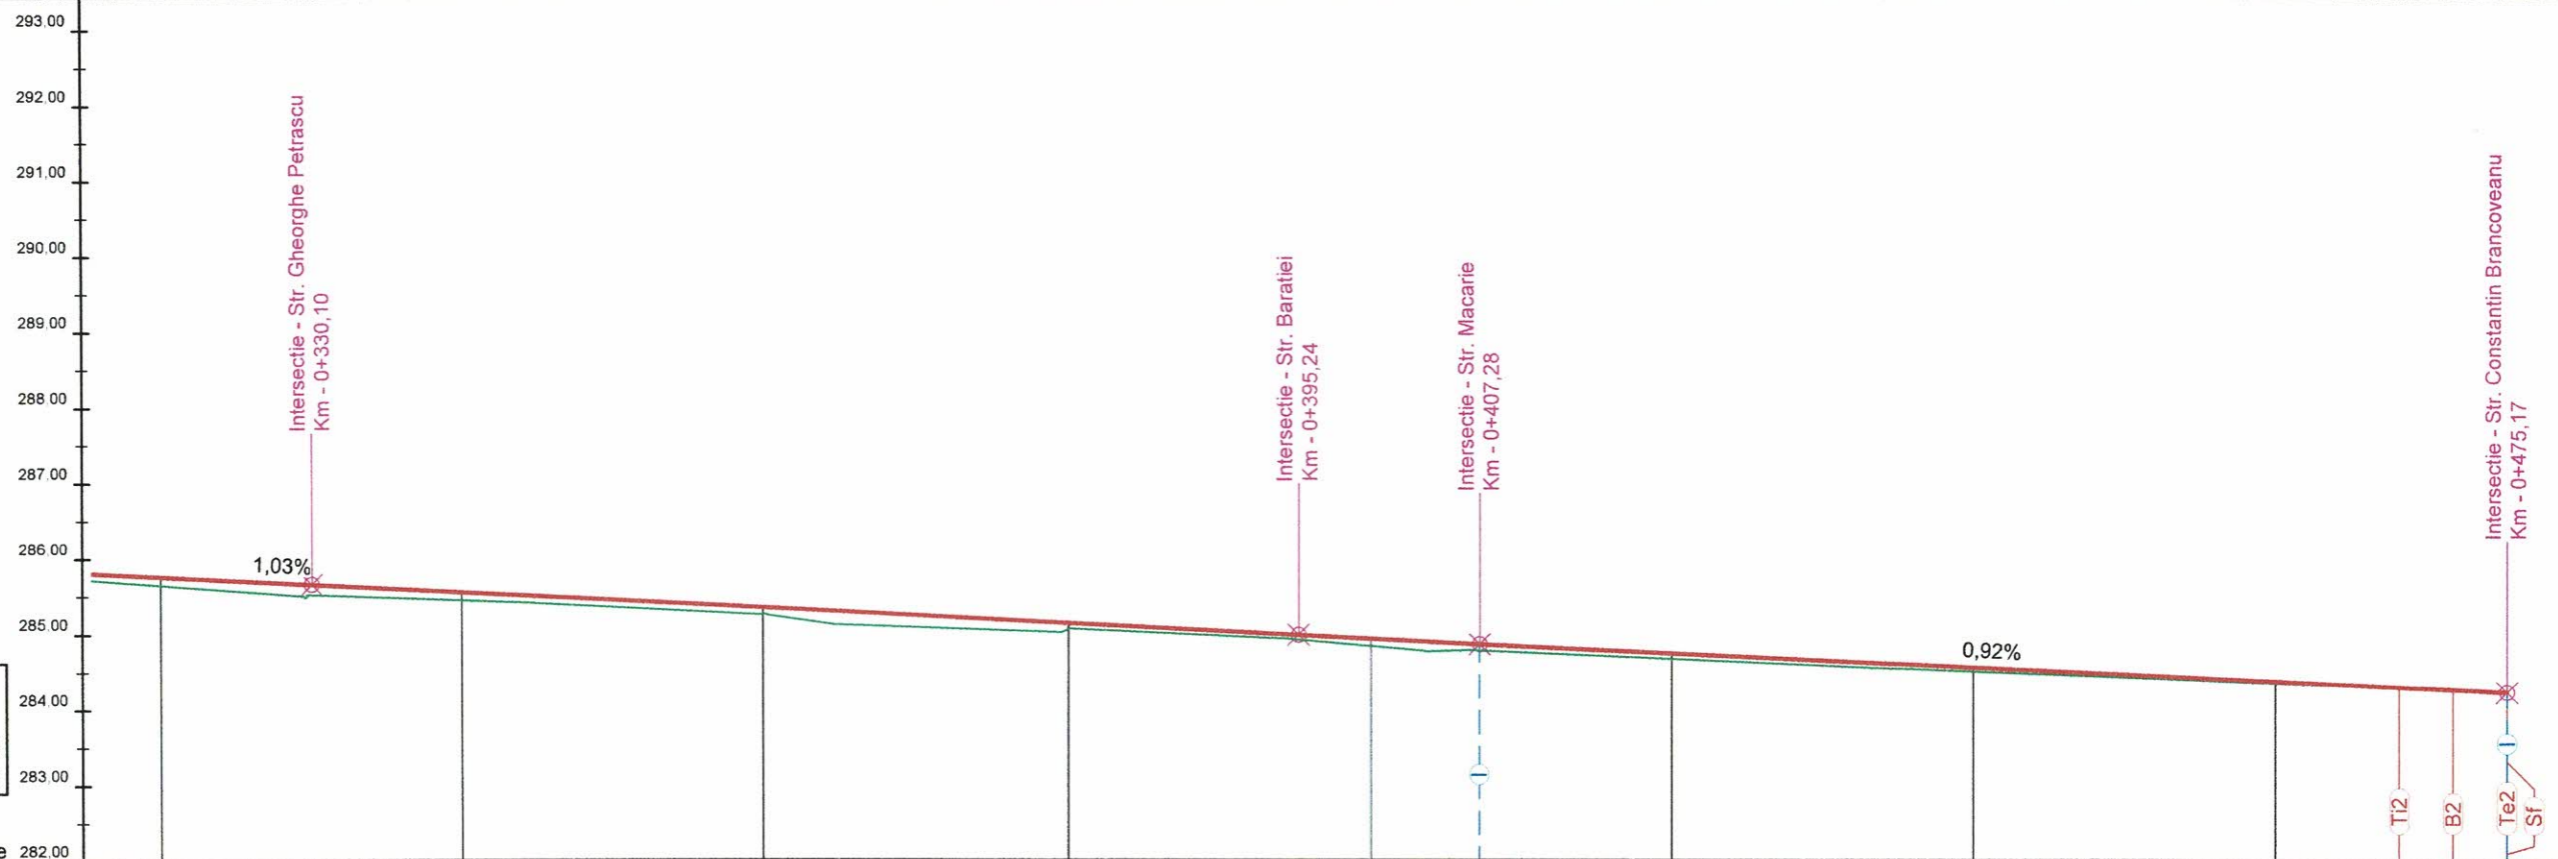 293,00
292,00
291,00
290,00
289,00
288,00
287,00
286,00
285,00
284,00
283,00
282,00
Intersectie - Str. Gheorghe Petrascu
Km - 0+330,10
Intersectie - Str. Baratiei
Km - 0+395,24
Intersectie - Str. Macarie
Km - 0+407,28
Intersectie - Str. Constantin Brancoveanu
Km - 0+475,17
1,03%
0,92%
Ti2
B2
Te2
Sf